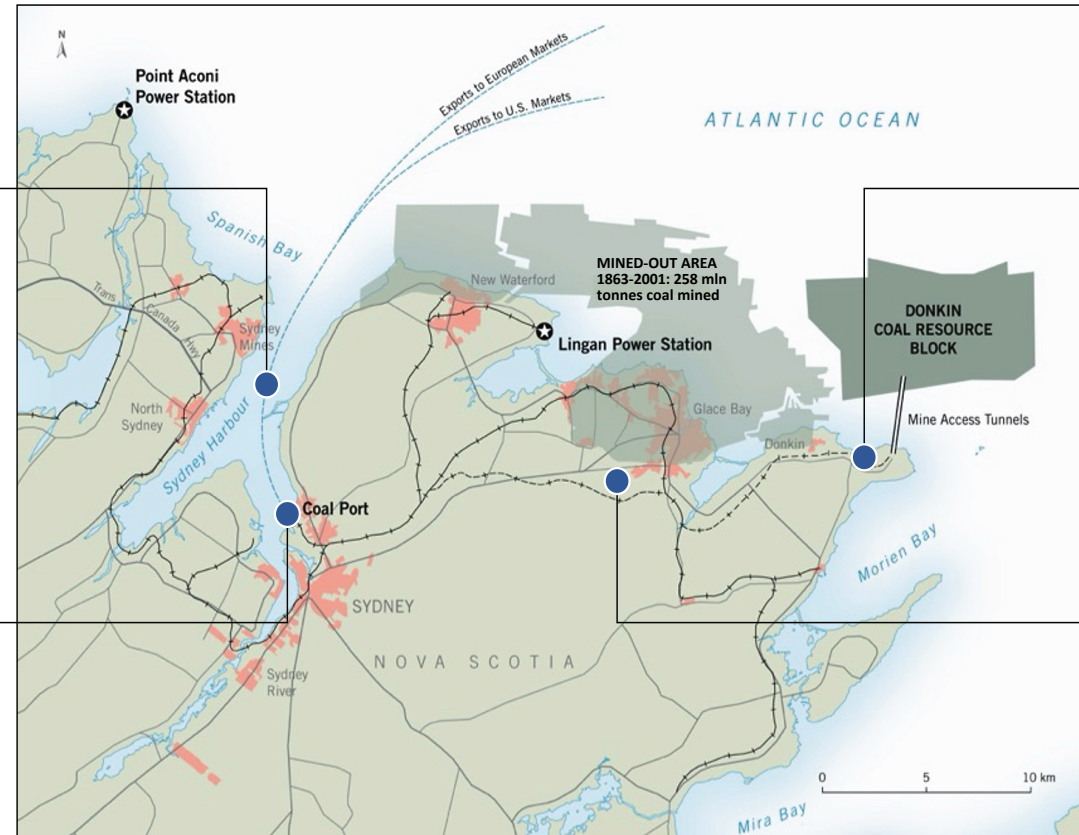 N
Point Aconi
Power Station
Exports to European Markets
Exports to U.S. Markets
ATLANTIC OCEAN
Spanish Bay
Trans
Canada
Hwy
Sydney
Mines
North
Sydney
Sydney Harbour
New Waterford
MINED-OUT AREA
1863-2001: 258 mln
tonnes coal mined
Lingan Power Station
DONKIN
COAL RESOURCE
BLOCK
Glace Bay
Donkin
Mine Access Tunnels
Coal Port
SYDNEY
Morien Bay
NOVA SCOTIA
Sydney
River
0 5 10 km
Mira Bay